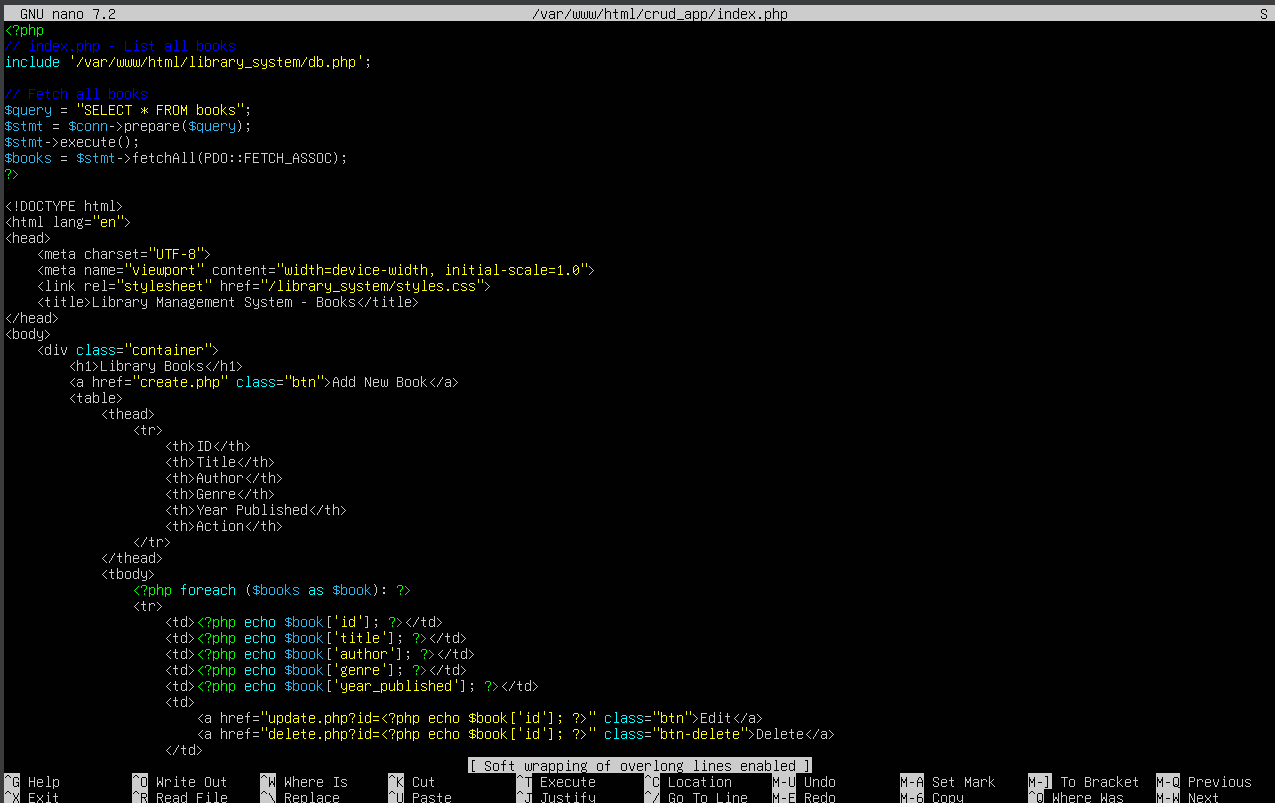 GNU nano 7.2 /var/www/html/crud_app/index.php S
<?php
// index.php - List all books
include '/var/www/html/library_system/db.php';

// Fetch all books
$query = "SELECT * FROM books";
$stmt = $conn->prepare($query);
$stmt->execute();
$books = $stmt->fetchAll(PDO::FETCH_ASSOC);
?>

<!DOCTYPE html>
<html lang="en">
<head>
    <meta charset="UTF-8">
    <meta name="viewport" content="width=device-width, initial-scale=1.0">
    <link rel="stylesheet" href="/library_system/styles.css">
    <title>Library Management System - Books</title>
</head>
<body>
    <div class="container">
        <h1>Library Books</h1>
        <a href="create.php" class="btn">Add New Book</a>
        <table>
            <thead>
                <tr>
                    <th>ID</th>
                    <th>Title</th>
                    <th>Author</th>
                    <th>Genre</th>
                    <th>Year Published</th>
                    <th>Action</th>
                </tr>
            </thead>
            <tbody>
                <?php foreach ($books as $book): ?>
                <tr>
                    <td><?php echo $book['id']; ?></td>
                    <td><?php echo $book['title']; ?></td>
                    <td><?php echo $book['author']; ?></td>
                    <td><?php echo $book['genre']; ?></td>
                    <td><?php echo $book['year_published']; ?></td>
                    <td>
                        <a href="update.php?id=<?php echo $book['id']; ?>" class="btn">Edit</a>
                        <a href="delete.php?id=<?php echo $book['id']; ?>" class="btn-delete">Delete</a>
                    </td>
[ Soft wrapping of overlong lines enabled ]
^G Help ^O Write Out ^W Where Is ^K Cut ^T Execute ^C Location M-U Undo M-A Set Mark M-] To Bracket M-Q Previous
^X Exit ^R Read File ^\ Replace ^U Paste ^J Justify ^/ Go To Line M-E Redo M-6 Copy ^Q Where Was M-W Next